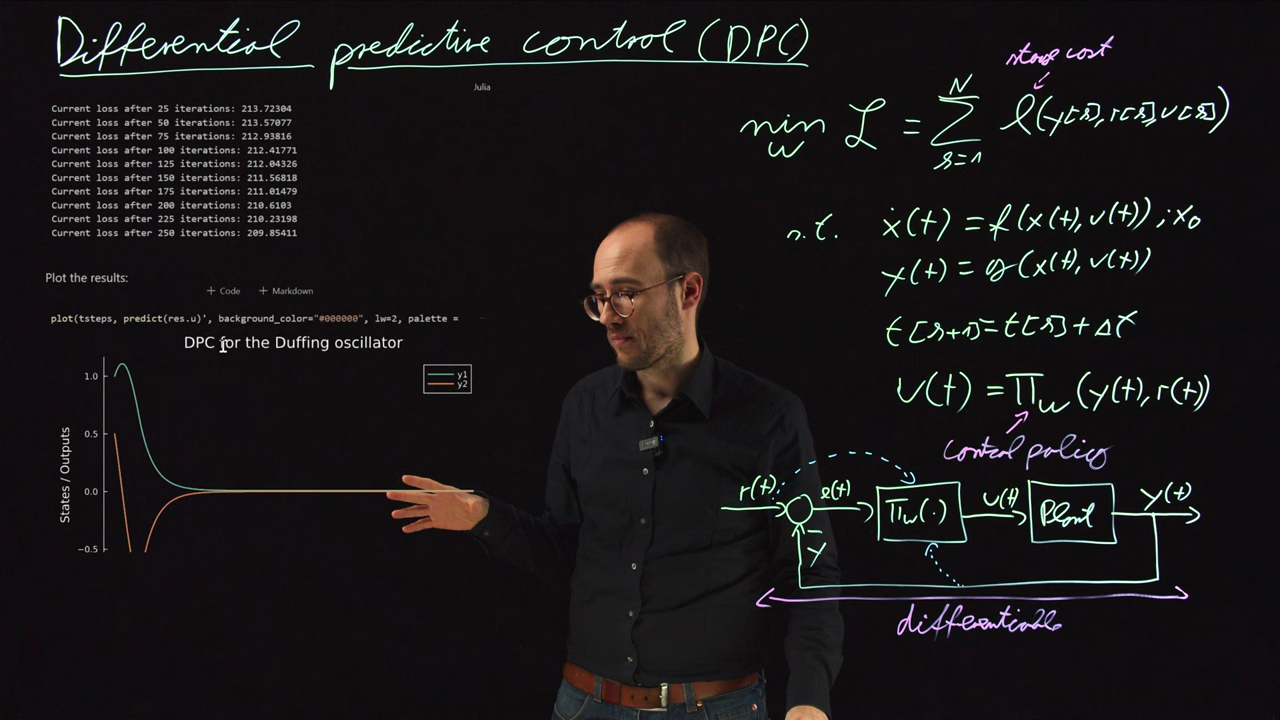 Differential predictive control (DPC)
Julia
Current loss after 25 iterations: 213.72304
Current loss after 50 iterations: 213.57077
Current loss after 75 iterations: 212.93816
Current loss after 100 iterations: 212.41771
Current loss after 125 iterations: 212.04326
Current loss after 150 iterations: 211.56818
Current loss after 175 iterations: 211.01479
Current loss after 200 iterations: 210.6103
Current loss after 225 iterations: 210.23198
Current loss after 250 iterations: 209.85411
Plot the results:
+ Code + Markdown
plot(tsteps, predict(res.u)', background_color="#000000", lw=2, palette =
DPC for the Duffing oscillator
y1
y2
1.0
0.5
0.0
−0.5
States / Outputs
stage cost
min L = Σ ℓ(y[k], r[k], u[k])
w
N
k=1
s.t. ẋ(t) = f(x(t), u(t)); x₀
y(t) = g(x(t), u(t))
t[k+1] = t[k] + Δt
u(t) = Π_w (y(t), r(t))
control policy
r(t) e(t) Π_w(·) u(t) Plant y(t)
− y
differentiable